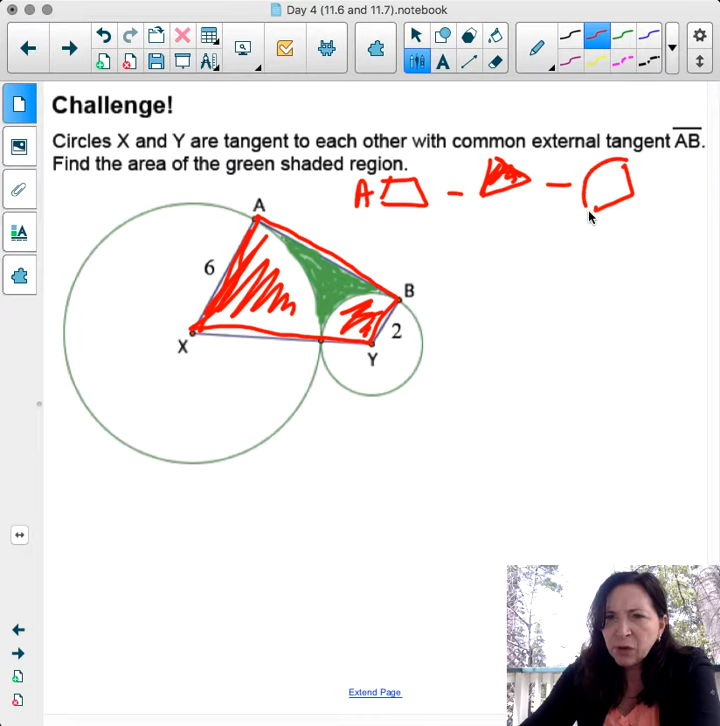 Day 4 (11.6 and 11.7).notebook
A
A
Challenge!
Circles X and Y are tangent to each other with common external tangent AB.
Find the area of the green shaded region.
A - -
A
6
B
2
X
Y
Extend Page